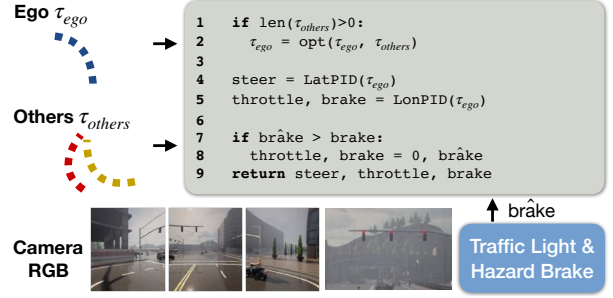 Ego τ_ego
1 if len(τ_others)>0:
2 τ_ego = opt(τ_ego, τ_others)
3
4 steer = LatPID(τ_ego)
5 throttle, brake = LonPID(τ_ego)
6
7 if brâke > brake:
8 throttle, brake = 0, brâke
9 return steer, throttle, brake
Others τ_others
Camera
RGB
brâke
Traffic Light &
Hazard Brake